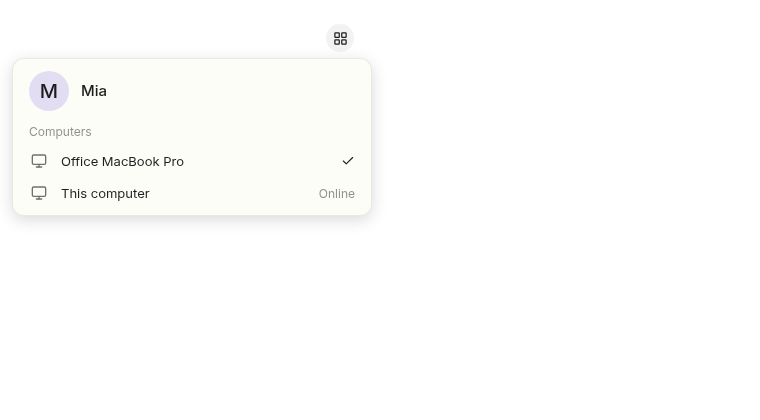 M
Mia
Computers
Office MacBook Pro
This computer
Online